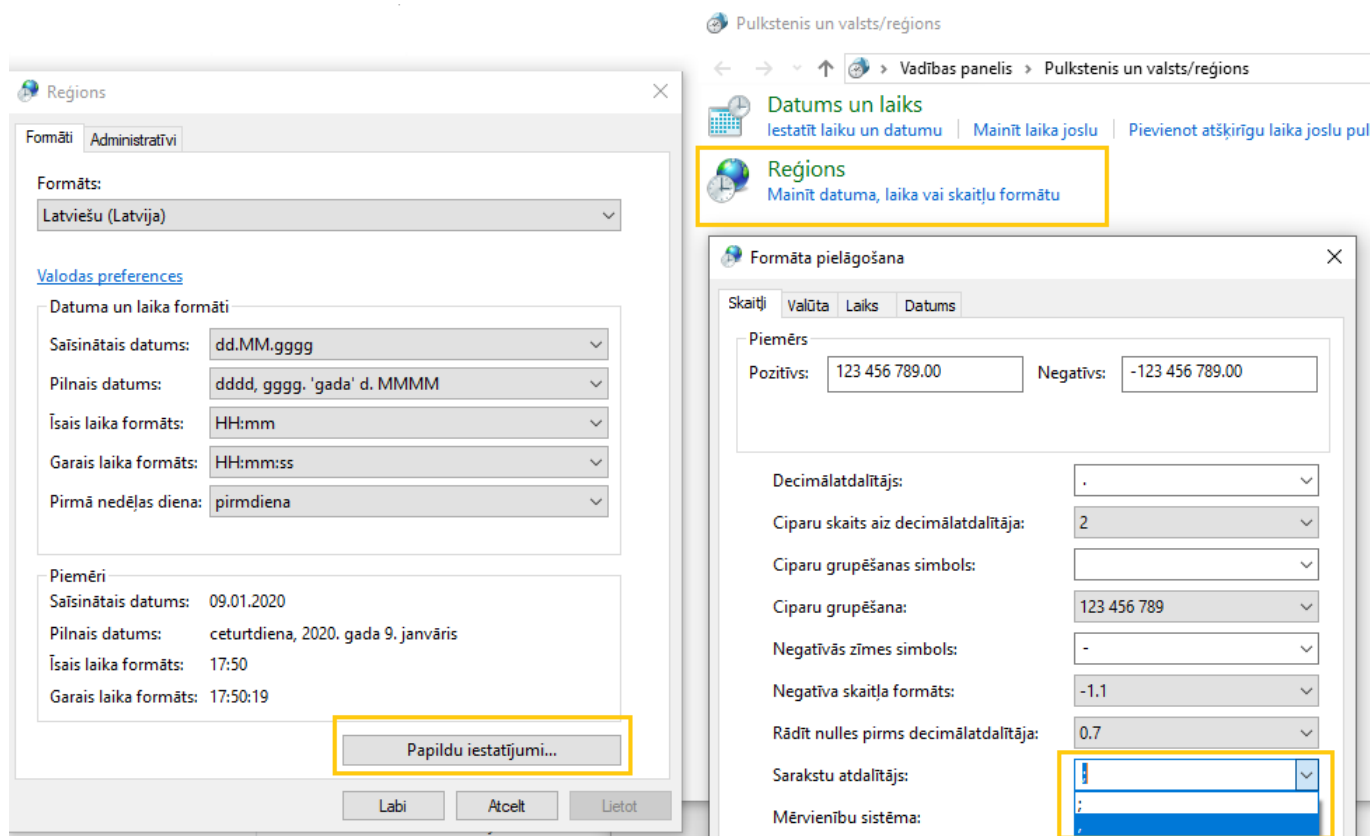 Reģions
Formāti
Administratīvi
Formāts:
Latviešu (Latvija)
Valodas preferences
Datuma un laika formāti
Saīsinātais datums: dd.MM.gggg
Pilnais datums: dddd, gggg. 'gada' d. MMMM
Īsais laika formāts: HH:mm
Garais laika formāts: HH:mm:ss
Pirmā nedēļas diena: pirmdiena
Piemēri
Saīsinātais datums: 09.01.2020
Pilnais datums: ceturtdiena, 2020. gada 9. janvāris
Īsais laika formāts: 17:50
Garais laika formāts: 17:50:19
Papildu iestatījumi...
Labi Atcelt Lietot
Pulkstenis un valsts/reģions
Vadības panelis > Pulkstenis un valsts/reģions
Datums un laiks
Iestatīt laiku un datumu Mainīt laika joslu Pievienot atšķirīgu laika joslu pul
Reģions
Mainīt datuma, laika vai skaitļu formātu
Formāta pielāgošana
Skaitļi Valūta Laiks Datums
Piemērs
Pozitīvs: 123 456 789.00 Negatīvs: -123 456 789.00
Decimālatdalītājs: .
Ciparu skaits aiz decimālatdalītāja: 2
Ciparu grupēšanas simbols:
Ciparu grupēšana: 123 456 789
Negatīvās zīmes simbols: -
Negatīva skaitļa formāts: -1.1
Rādīt nulles pirms decimālatdalītāja: 0.7
Sarakstu atdalītājs: ;
;
Mērvienību sistēma: ,